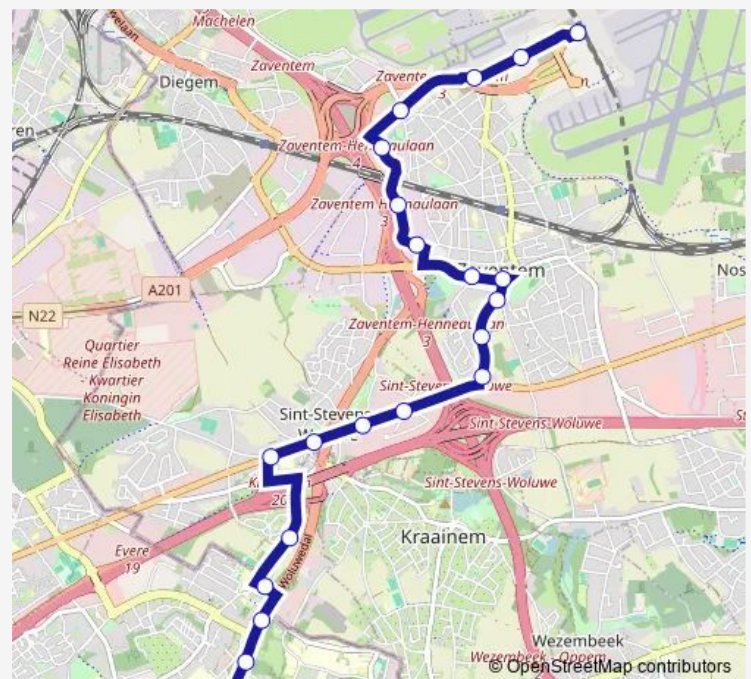 Machelen
Zaventem
Diegem
3
Zaventem-Hennaulaan
4
Zaventem Hennaulaan
3
Zaventem
Nos
A201
N22
Quartier
Reine Elisabeth
- Kwartier
Koningin
Elisabeth
Zaventem-Henneaulaan
3
Sint-Stevens-Woluwe
Sint-Stevens
Sint-Stevens-Woluwe
Sint-Stevens-Woluwe
20
Kraainem
Evere
19
Woluwedal
Wezembeek
Wezembeek - Oppem
© OpenStreetMap contributors